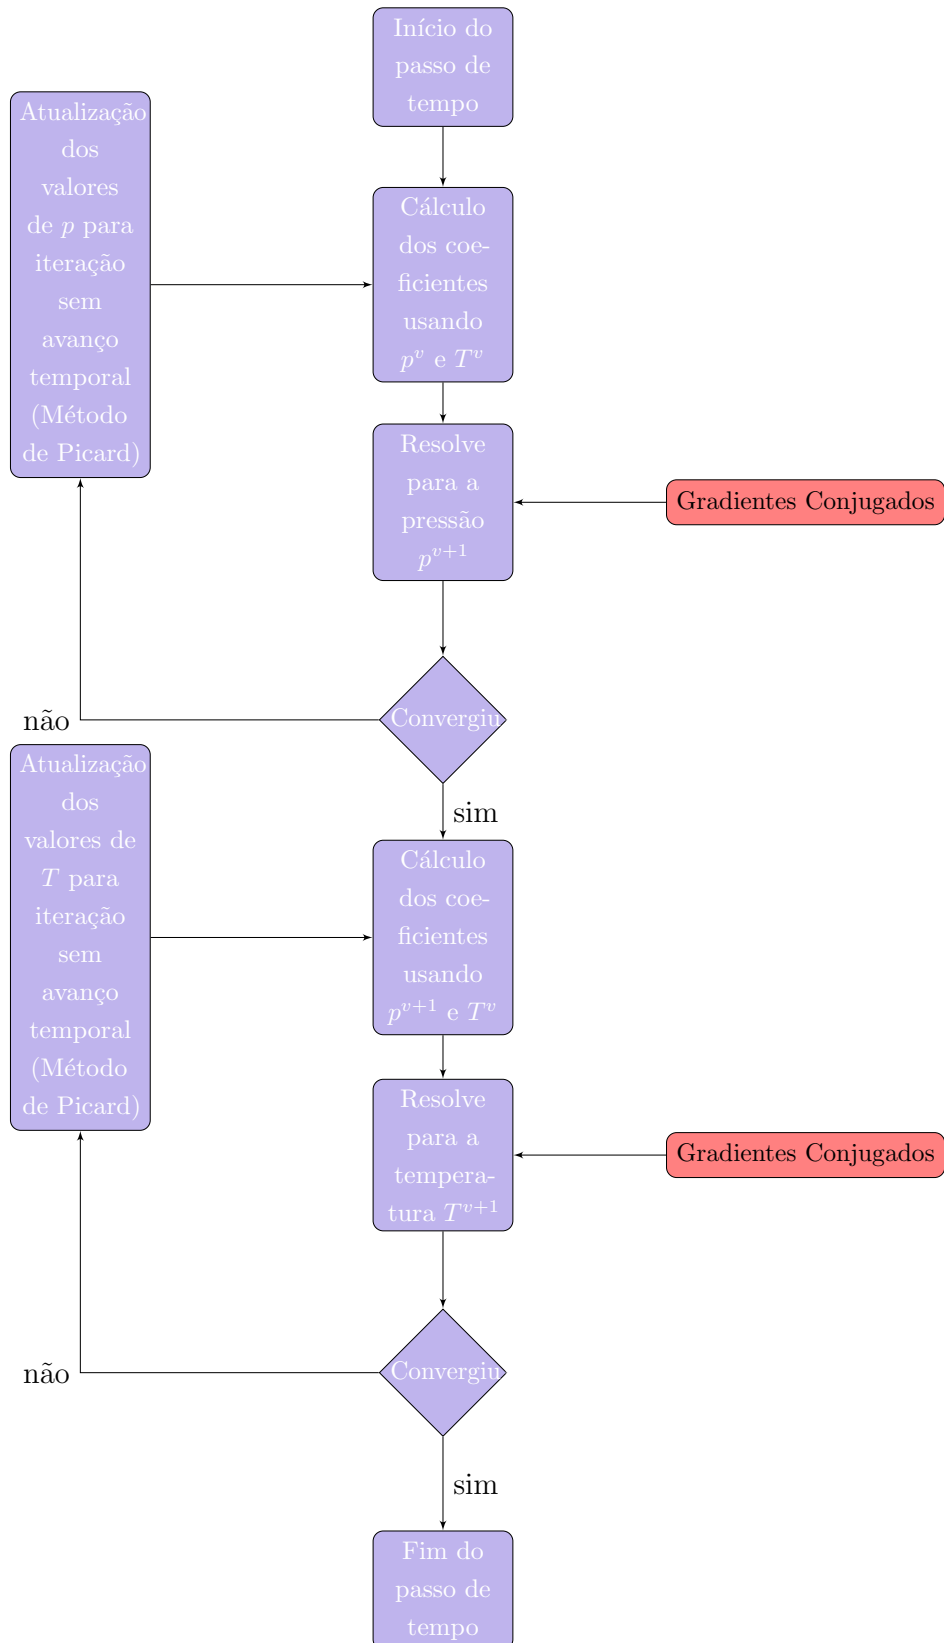 Início do
passo de
tempo
Atualização
dos
valores
de p para
iteração
sem
avanço
temporal
(Método
de Picard)
Cálculo
dos coe-
ficientes
usando
p^v e T^v
Resolve
para a
pressão
p^{v+1}
Gradientes Conjugados
Convergiu
não
sim
Atualização
dos
valores de
T para
iteração
sem
avanço
temporal
(Método
de Picard)
Cálculo
dos coe-
ficientes
usando
p^{v+1} e T^v
Resolve
para a
tempera-
tura T^{v+1}
Gradientes Conjugados
Convergiu
não
sim
Fim do
passo de
tempo